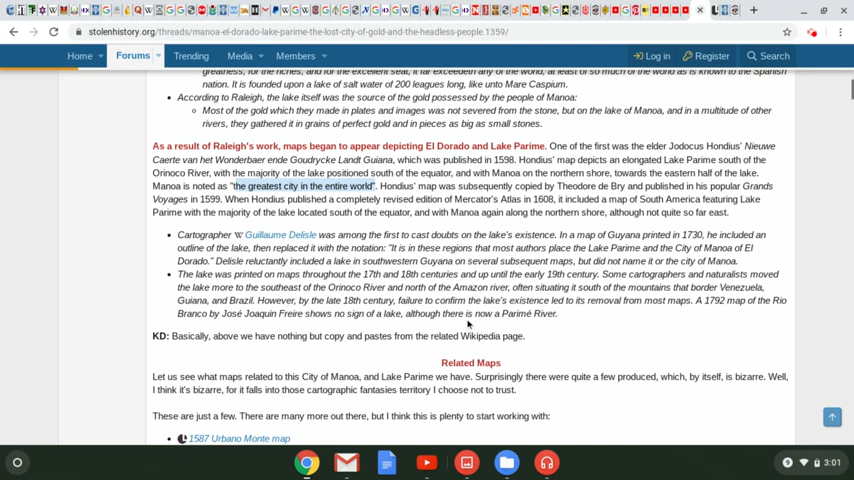 stolenhistory.org/threads/manoa-el-dorado-lake-parime-the-lost-city-of-gold-and-the-headless-people.1359/
Home Forums Trending Media Members Log in Register Search
greatness, for the riches, and for the excellent seat, it far exceedeth any of the world, at least of so much of the world as is known to the Spanish
nation. It is founded upon a lake of salt water of 200 leagues long, like unto Mare Caspium.
• According to Raleigh, the lake itself was the source of the gold possessed by the people of Manoa:
• Most of the gold which they made in plates and images was not severed from the stone, but on the lake of Manoa, and in a multitude of other
rivers, they gathered it in grains of perfect gold and in pieces as big as small stones.
As a result of Raleigh's work, maps began to appear depicting El Dorado and Lake Parime. One of the first was the elder Jodocus Hondius' Nieuwe
Caerte van het Wonderbaer ende Goudrycke Landt Guiana, which was published in 1598. Hondius' map depicts an elongated Lake Parime south of the
Orinoco River, with the majority of the lake positioned south of the equator, and with Manoa on the northern shore, towards the eastern half of the lake.
Manoa is noted as "the greatest city in the entire world". Hondius' map was subsequently copied by Theodore de Bry and published in his popular Grands
Voyages in 1599. When Hondius published a completely revised edition of Mercator's Atlas in 1608, it included a map of South America featuring Lake
Parime with the majority of the lake located south of the equator, and with Manoa again along the northern shore, although not quite so far east.
• Cartographer W Guillaume Delisle was among the first to cast doubts on the lake's existence. In a map of Guyana printed in 1730, he included an
outline of the lake, then replaced it with the notation: "It is in these regions that most authors place the Lake Parime and the City of Manoa of El
Dorado." Delisle reluctantly included a lake in southwestern Guyana on several subsequent maps, but did not name it or the city of Manoa.
• The lake was printed on maps throughout the 17th and 18th centuries and up until the early 19th century. Some cartographers and naturalists moved
the lake more to the southeast of the Orinoco River and north of the Amazon river, often situating it south of the mountains that border Venezuela,
Guiana, and Brazil. However, by the late 18th century, failure to confirm the lake's existence led to its removal from most maps. A 1792 map of the Rio
Branco by José Joaquin Freire shows no sign of a lake, although there is now a Parimé River.
KD: Basically, above we have nothing but copy and pastes from the related Wikipedia page.
Related Maps
Let us see what maps related to this City of Manoa, and Lake Parime we have. Surprisingly there were quite a few produced, which, by itself, is bizarre. Well,
I think it's bizarre, for it falls into those cartographic fantasies territory I choose not to trust.
These are just a few. There are many more out there, but I think this is plenty to start working with:
• 1587 Urbano Monte map
3:01